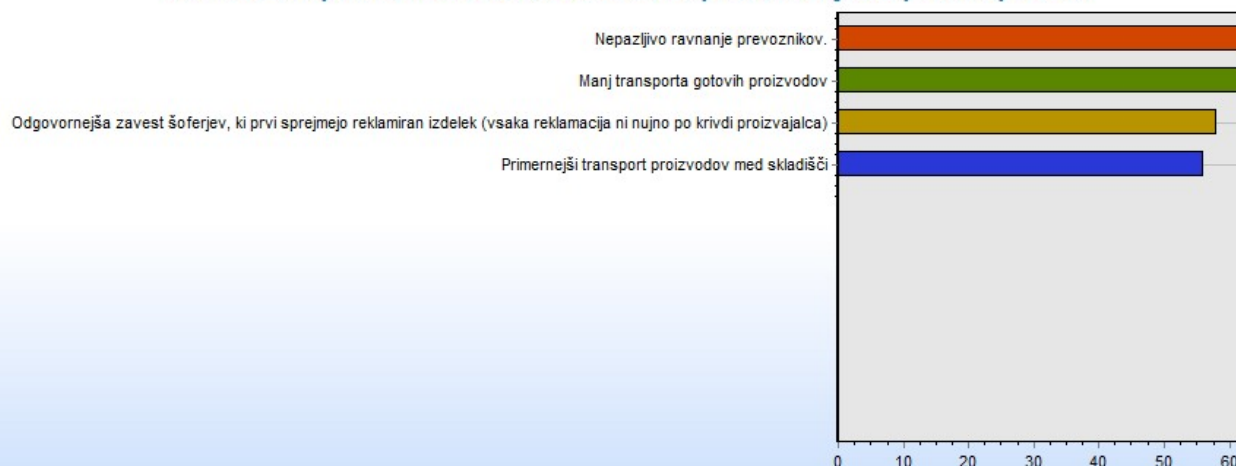 Nepazljivo ravnanje prevoznikov.
Manj transporta gotovih proizvodov
Odgovornejša zavest šoferjev, ki prvi sprejmejo reklamiran izdelek (vsaka reklamacija ni nujno po krivdi proizvajalca)
Primernejši transport proizvodov med skladišči
0 10 20 30 40 50 60